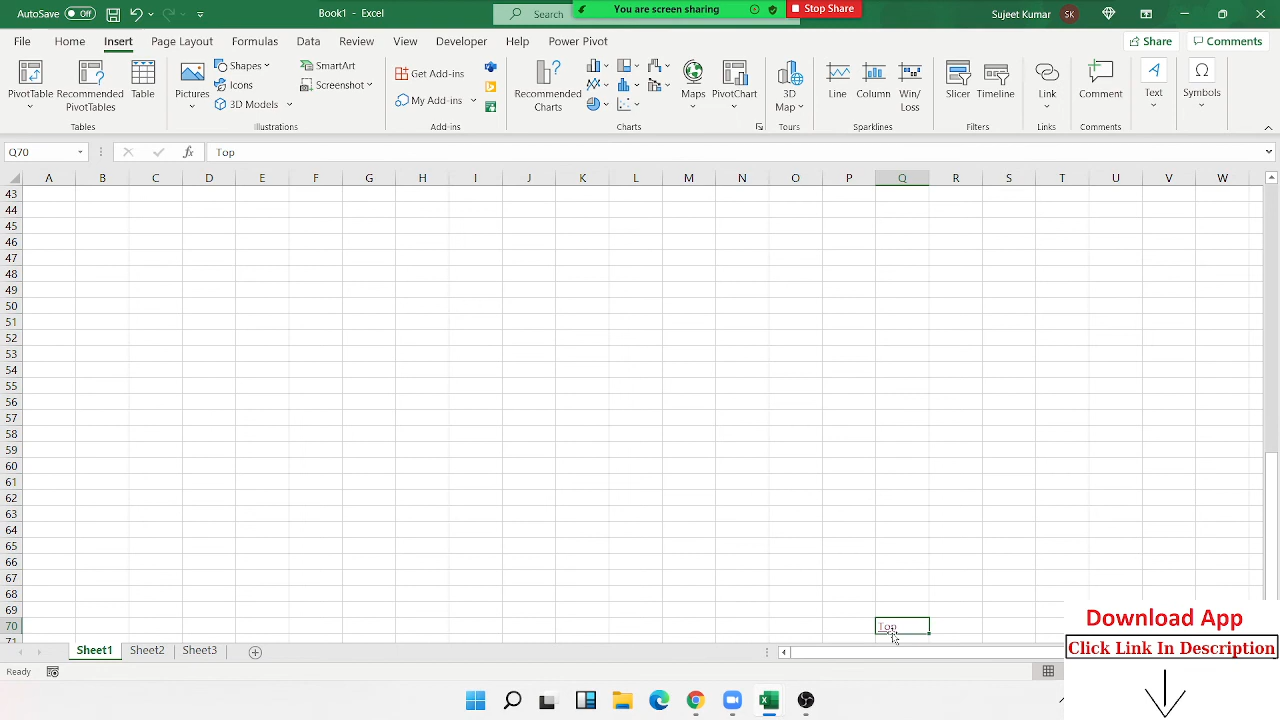 AutoSave Off Book1 - Excel Search You are screen sharing Stop Share Sujeet Kumar SK
File Home Insert Page Layout Formulas Data Review View Developer Help Power Pivot Share Comments
PivotTable Recommended PivotTables Table Pictures Shapes Icons 3D Models SmartArt Screenshot Get Add-ins My Add-ins Recommended Charts Maps PivotChart 3D Map Line Column Win/Loss Slicer Timeline Link Comment Text Symbols
Tables Illustrations Add-ins Charts Tours Sparklines Filters Links Comments
Q70 fx Top
A B C D E F G H I J K L M N O P Q R S T U V W
43
44
45
46
47
48
49
50
51
52
53
54
55
56
57
58
59
60
61
62
63
64
65
66
67
68
69
70 Top
71
Download App
Click Link In Description
Sheet1 Sheet2 Sheet3
Ready